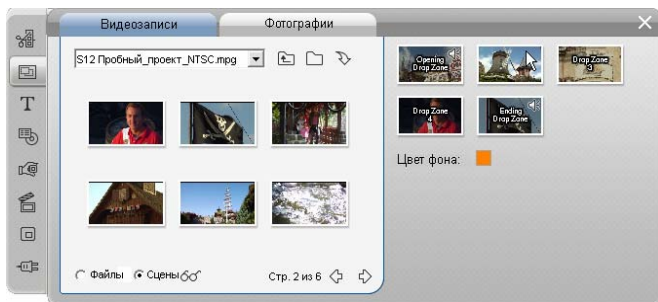 Видеозаписи
Фотографии
S12 Пробный_проект_NTSC.mpg
Opening
Drop Zone
Drop Zone
3
Drop Zone
4
Ending
Drop Zone
T
Цвет фона:
Файлы
Сцены
Стр. 2 из 6